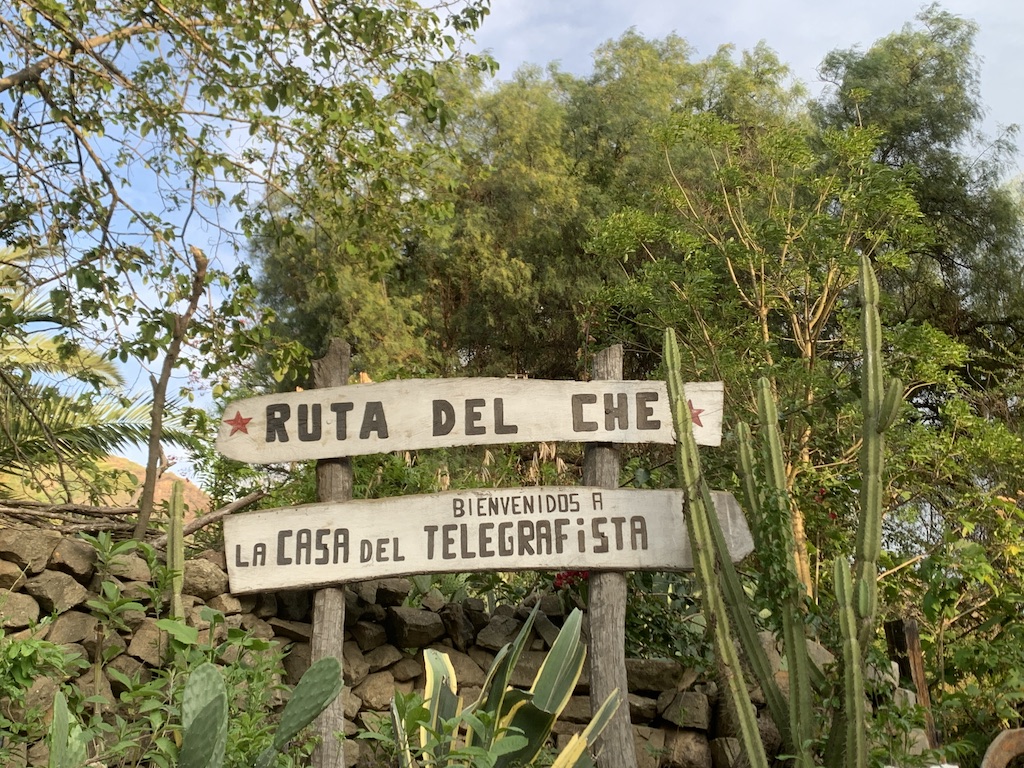 RUTA DEL CHE
BIENVENIDOS A
LA CASA DEL TELEGRAFiSTA